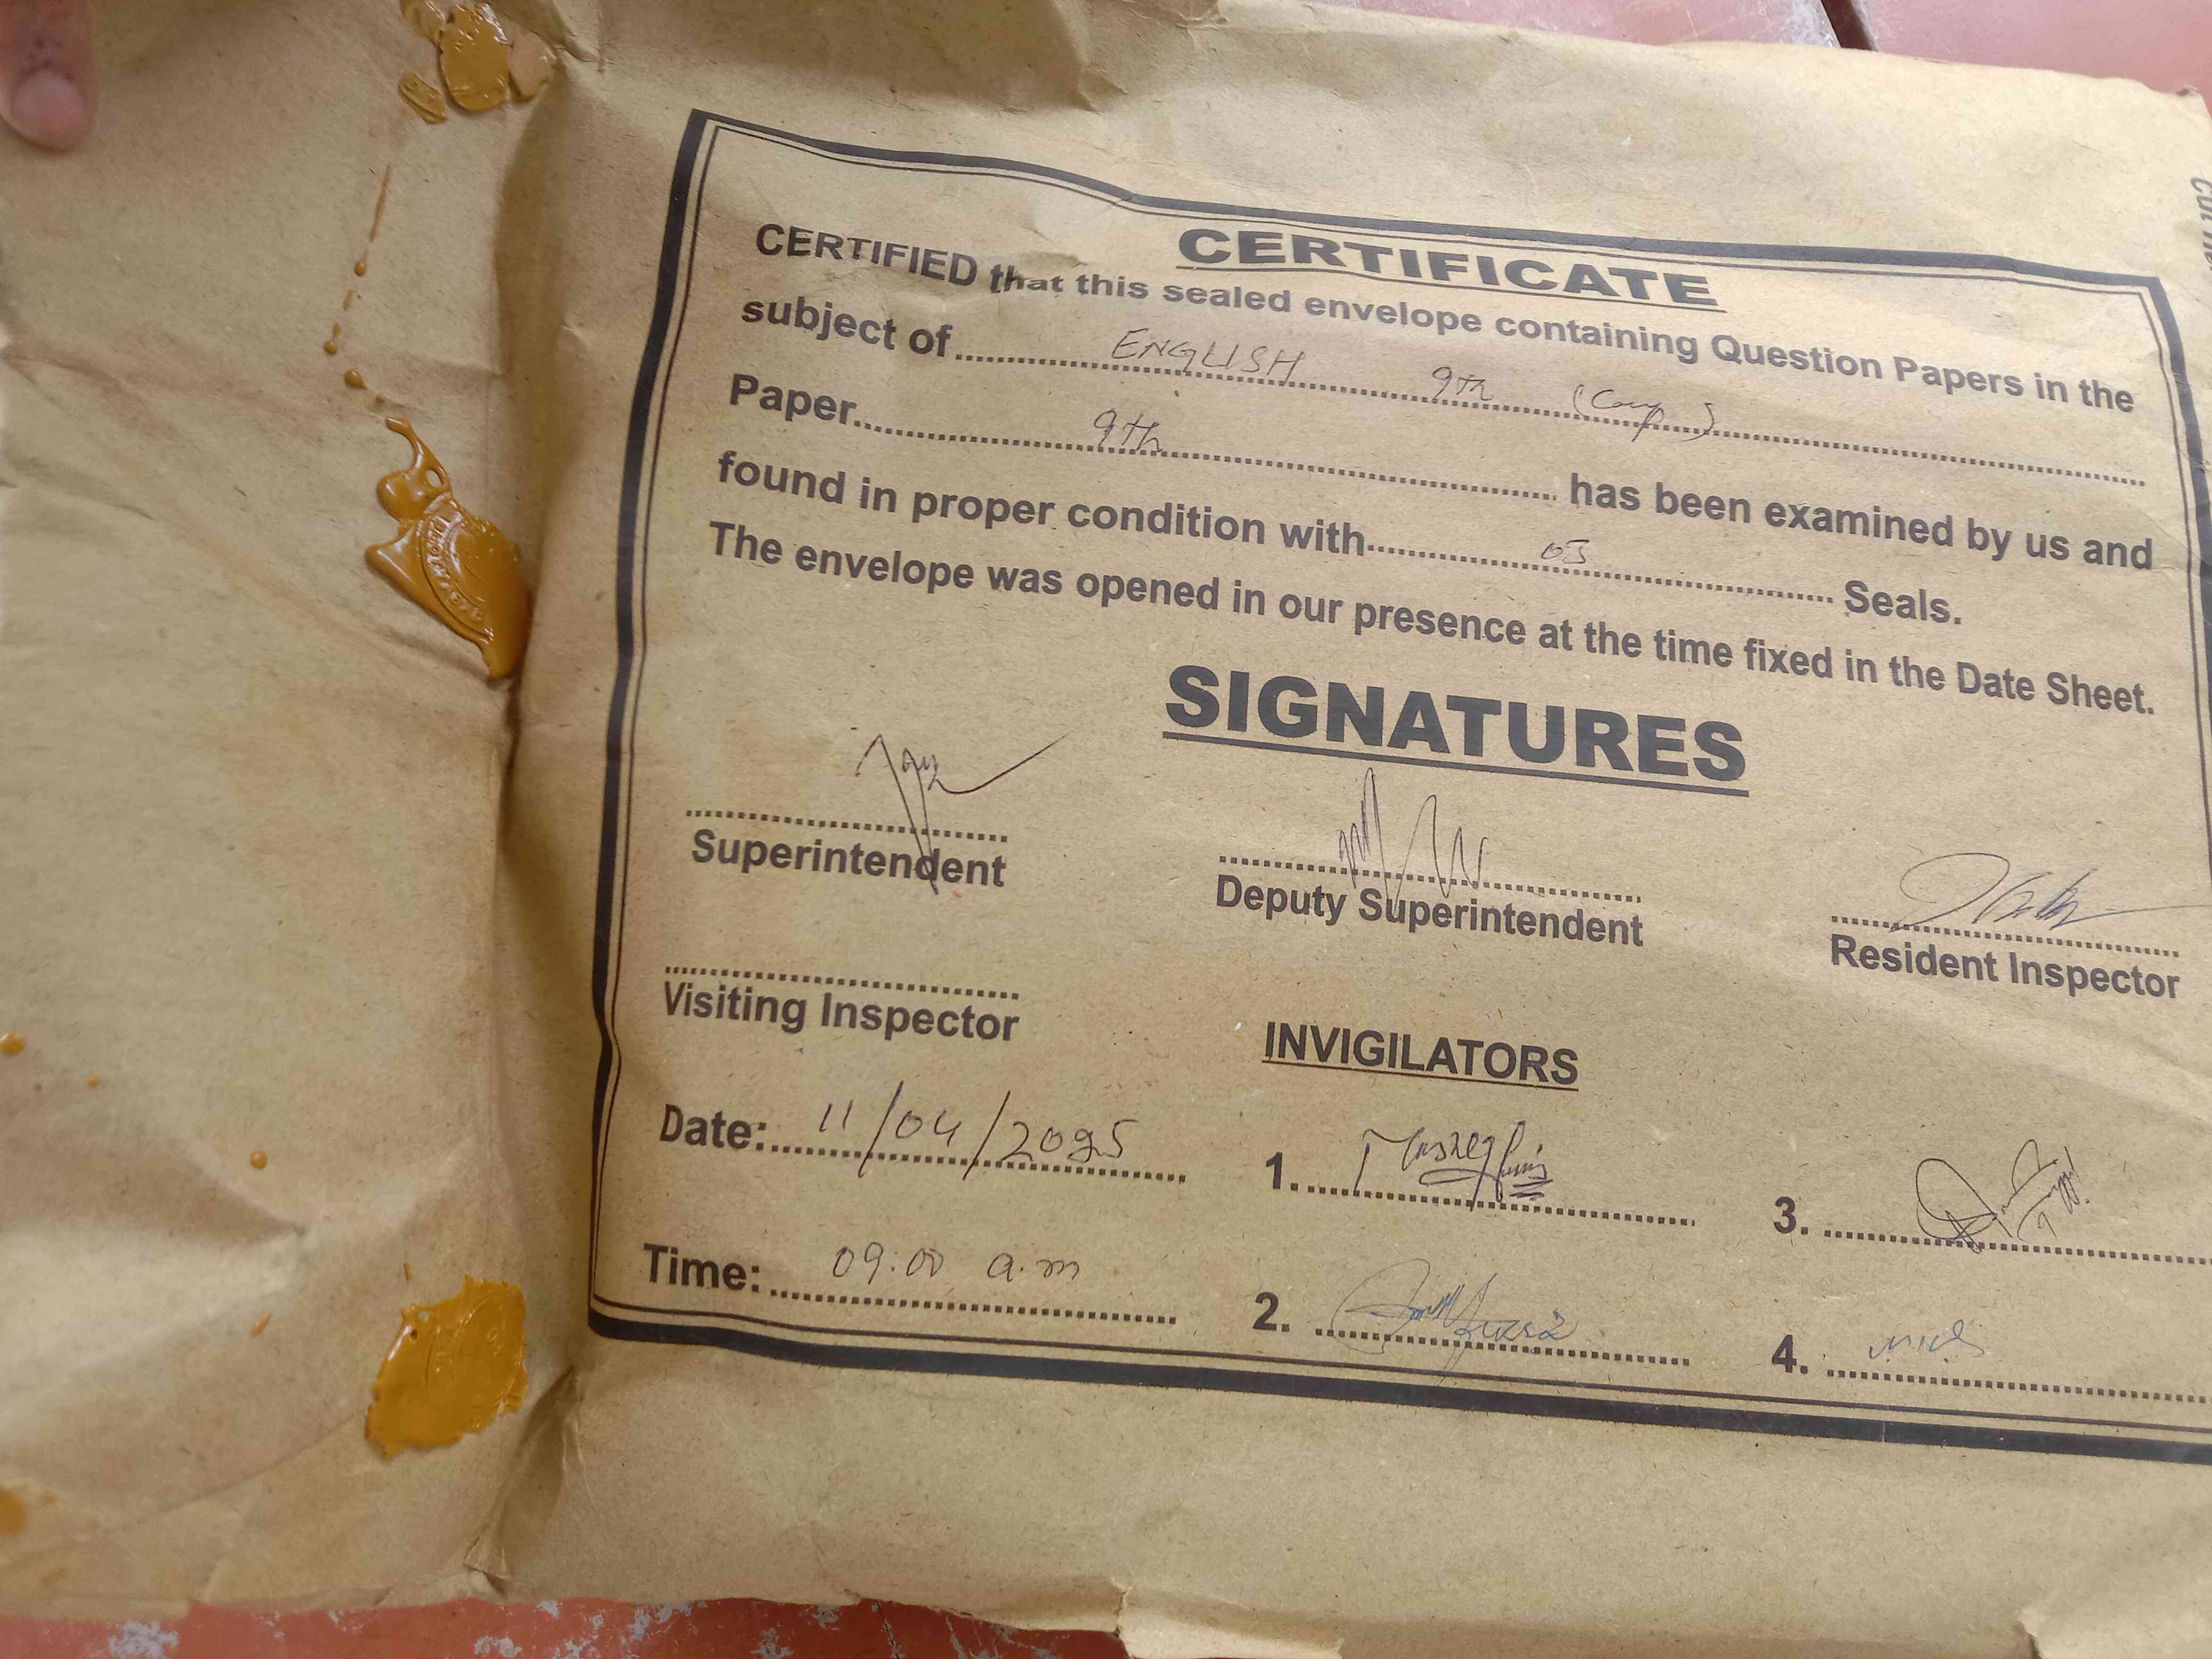 CERTIFICATE
CERTIFIED that this sealed envelope containing Question Papers in the
subject of ENGLISH 9th (Comp)
Paper 9th has been examined by us and
found in proper condition with 05 Seals.
The envelope was opened in our presence at the time fixed in the Date Sheet.
SIGNATURES
Superintendent
Deputy Superintendent
Resident Inspector
Visiting Inspector
INVIGILATORS
Date: 11/04/2025
1.
3.
Time: 09:00 a.m
2.
4.